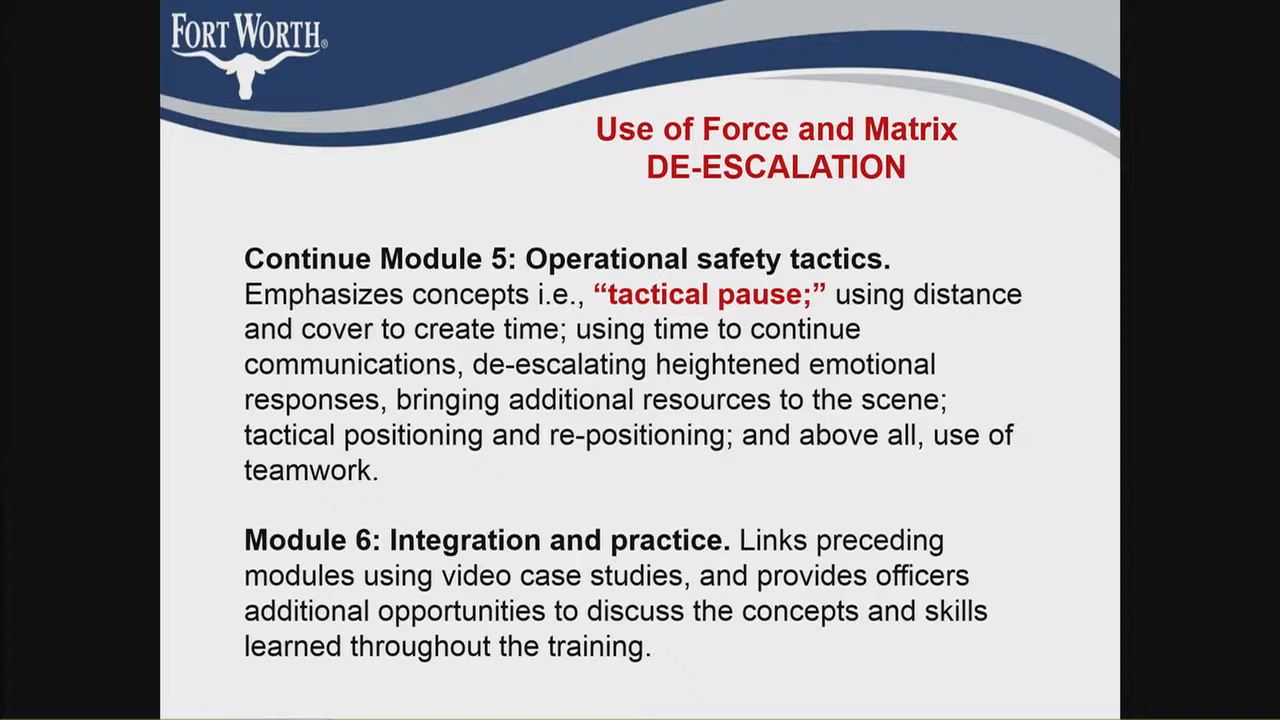 FORT WORTH®
Use of Force and Matrix
DE-ESCALATION
Continue Module 5: Operational safety tactics.
Emphasizes concepts i.e., “tactical pause;” using distance
and cover to create time; using time to continue
communications, de-escalating heightened emotional
responses, bringing additional resources to the scene;
tactical positioning and re-positioning; and above all, use of
teamwork.
Module 6: Integration and practice. Links preceding
modules using video case studies, and provides officers
additional opportunities to discuss the concepts and skills
learned throughout the training.